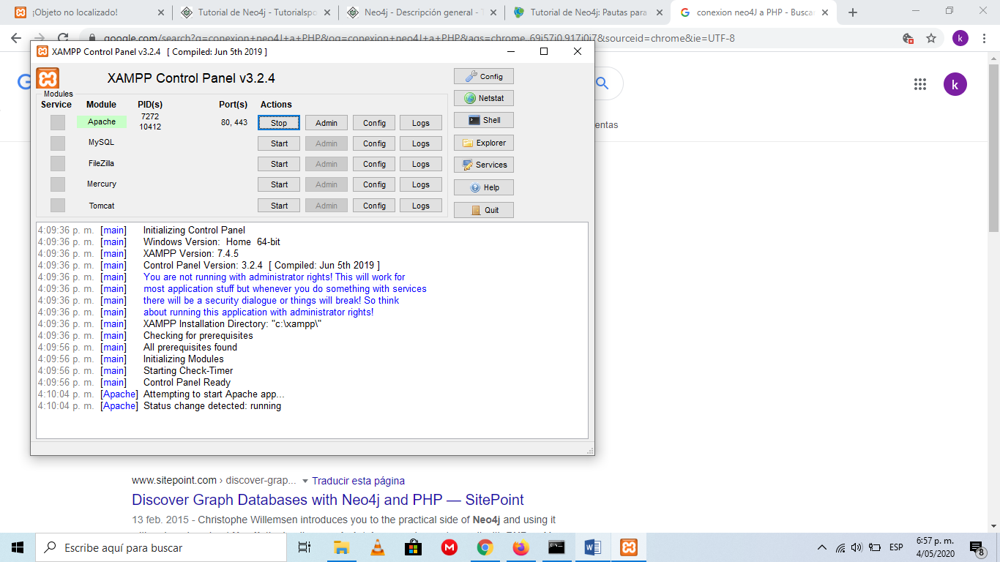 ¡Objeto no localizado!
Tutorial de Neo4j - Tutorialspo
Neo4j - Descripción general - T
Tutorial de Neo4j: Pautas para
conexion neo4J a PHP - Buscar
google.com/search?q=conexion+neo4J+a+PHP&oq=conexion+neo4J+a+PHP&aqs=chrome..69i57j0.917j0j7&sourceid=chrome&ie=UTF-8
k
XAMPP Control Panel v3.2.4 [ Compiled: Jun 5th 2019 ]
XAMPP Control Panel v3.2.4
Config
Netstat
Shell
Explorer
Services
Help
Quit
Modules
Service Module PID(s) Port(s) Actions
Apache 7272 10412 80, 443 Stop Admin Config Logs
MySQL Start Admin Config Logs
FileZilla Start Admin Config Logs
Mercury Start Admin Config Logs
Tomcat Start Admin Config Logs
k
entas
4:09:36 p. m. [main] Initializing Control Panel
4:09:36 p. m. [main] Windows Version: Home 64-bit
4:09:36 p. m. [main] XAMPP Version: 7.4.5
4:09:36 p. m. [main] Control Panel Version: 3.2.4 [ Compiled: Jun 5th 2019 ]
4:09:36 p. m. [main] You are not running with administrator rights! This will work for
4:09:36 p. m. [main] most application stuff but whenever you do something with services
4:09:36 p. m. [main] there will be a security dialogue or things will break! So think
4:09:36 p. m. [main] about running this application with administrator rights!
4:09:36 p. m. [main] XAMPP Installation Directory: "c:\xampp\"
4:09:36 p. m. [main] Checking for prerequisites
4:09:56 p. m. [main] All prerequisites found
4:09:56 p. m. [main] Initializing Modules
4:09:56 p. m. [main] Starting Check-Timer
4:09:56 p. m. [main] Control Panel Ready
4:10:04 p. m. [Apache] Attempting to start Apache app...
4:10:04 p. m. [Apache] Status change detected: running
www.sitepoint.com › discover-grap... Traducir esta página
Discover Graph Databases with Neo4j and PHP — SitePoint
13 feb. 2015 - Christophe Willemsen introduces you to the practical side of Neo4j and using it
Escribe aquí para buscar
ESP
6:57 p. m.
4/05/2020
8